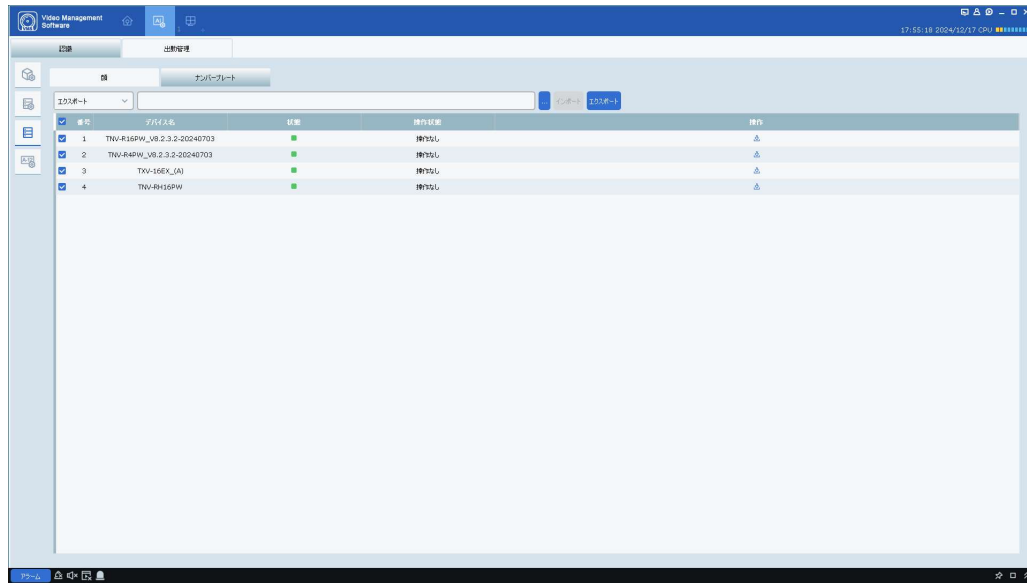 Video Management
Software
AI
17:55:18 2024/12/17 CPU
認識
出勤管理
顔
ナンバープレート
エクスポート
...
インポート
エクスポート
番号
デバイス名
状態
操作状態
操作
1
TNV-R16PW_V8.2.3.2-20240703
操作なし
2
TNV-R4PW_V8.2.3.2-20240703
操作なし
3
TXV-16EX_(A)
操作なし
4
TNV-RH16PW
操作なし
アラーム